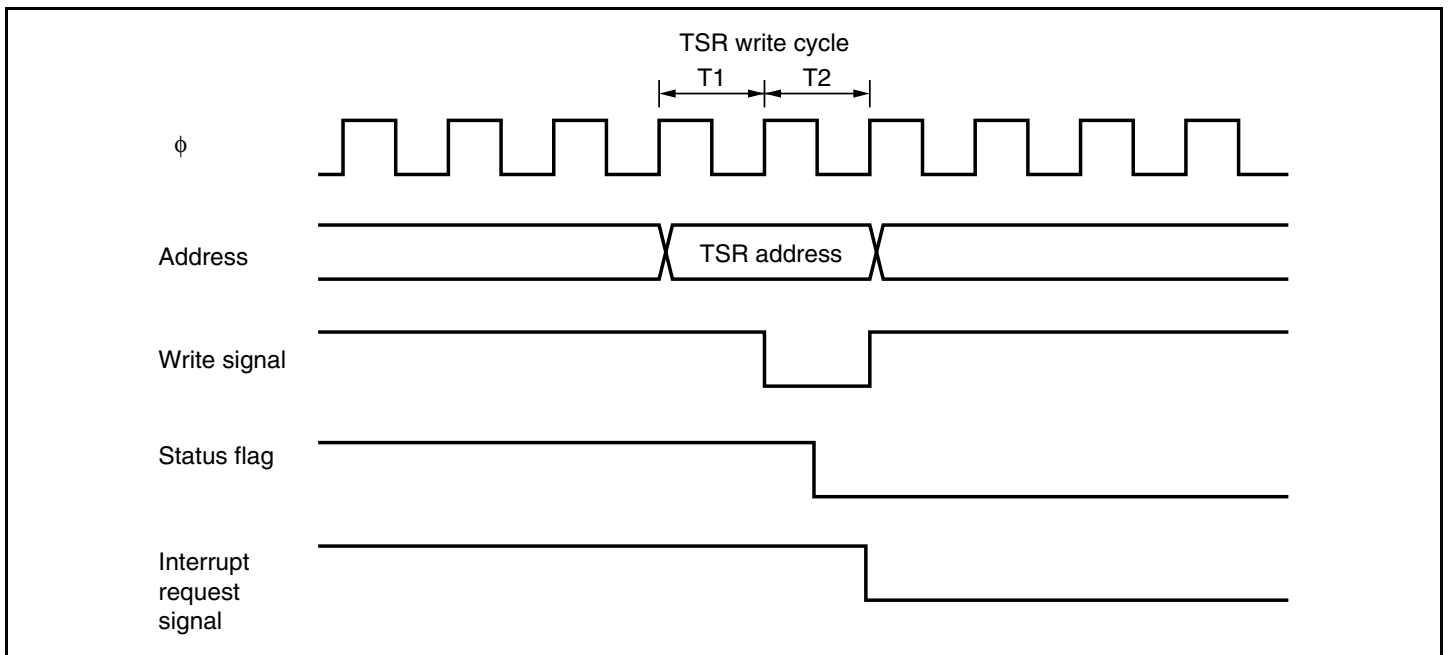 TSR write cycle
T1 T2
ϕ
Address
TSR address
Write signal
Status flag
Interrupt
request
signal